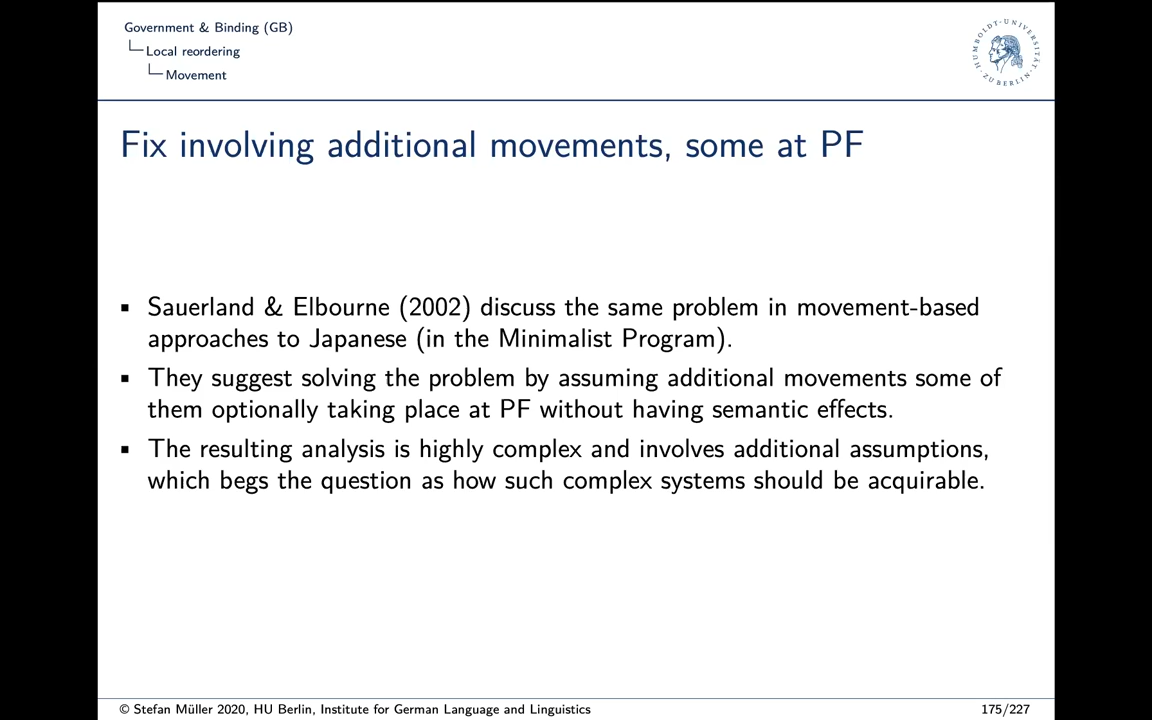 Government & Binding (GB)
Local reordering
Movement
HUMBOLDT-UNIVERSITÄT ZU BERLIN
Fix involving additional movements, some at PF
▪ Sauerland & Elbourne (2002) discuss the same problem in movement-based
approaches to Japanese (in the Minimalist Program).
▪ They suggest solving the problem by assuming additional movements some of
them optionally taking place at PF without having semantic effects.
▪ The resulting analysis is highly complex and involves additional assumptions,
which begs the question as how such complex systems should be acquirable.
© Stefan Müller 2020, HU Berlin, Institute for German Language and Linguistics
175/227